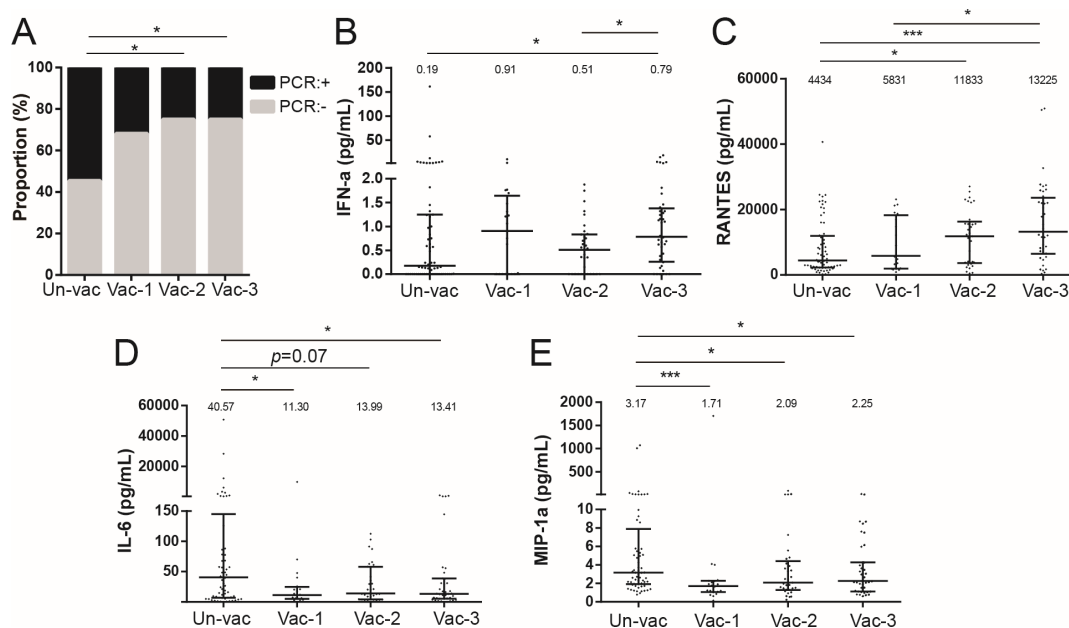 A
*
*
Proportion (%)
100
80
60
40
20
0
Un-vac Vac-1 Vac-2 Vac-3
PCR:+
PCR:-
B
*
*
0.19 0.91 0.51 0.79
IFN-a (pg/mL)
200
150
100
50
2.0
1.5
1.0
0.5
0.0
Un-vac Vac-1 Vac-2 Vac-3
C
*
***
*
4434 5831 11833 13225
RANTES (pg/mL)
60000
40000
20000
0
Un-vac Vac-1 Vac-2 Vac-3
D
*
p=0.07
*
40.57 11.30 13.99 13.41
IL-6 (pg/mL)
60000
40000
20000
150
100
50
Un-vac Vac-1 Vac-2 Vac-3
E
*
*
***
3.17 1.71 2.09 2.25
MIP-1a (pg/mL)
2000
1500
1000
500
10
8
6
4
2
0
Un-vac Vac-1 Vac-2 Vac-3